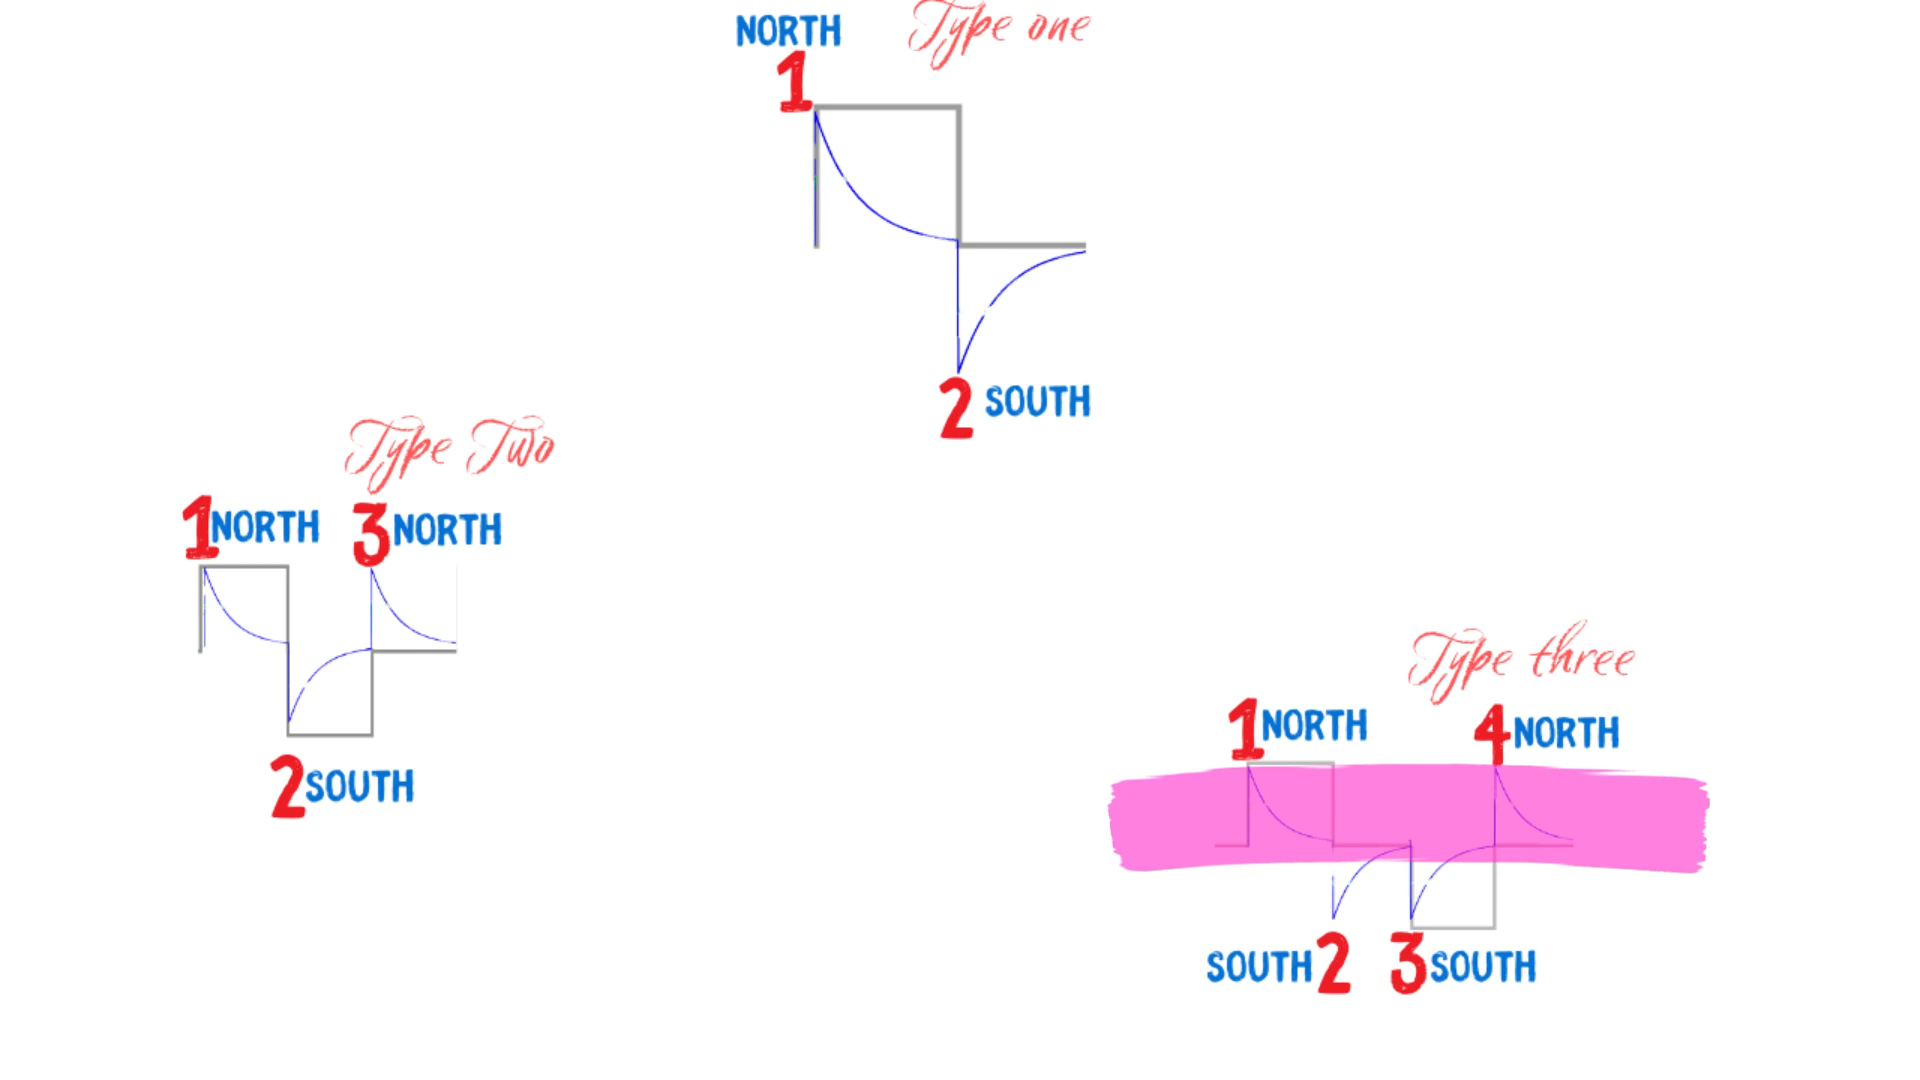 NORTH Type one
1
2 SOUTH
Type Two
1NORTH 3NORTH
2SOUTH
Type three
1NORTH 4NORTH
SOUTH2 3SOUTH